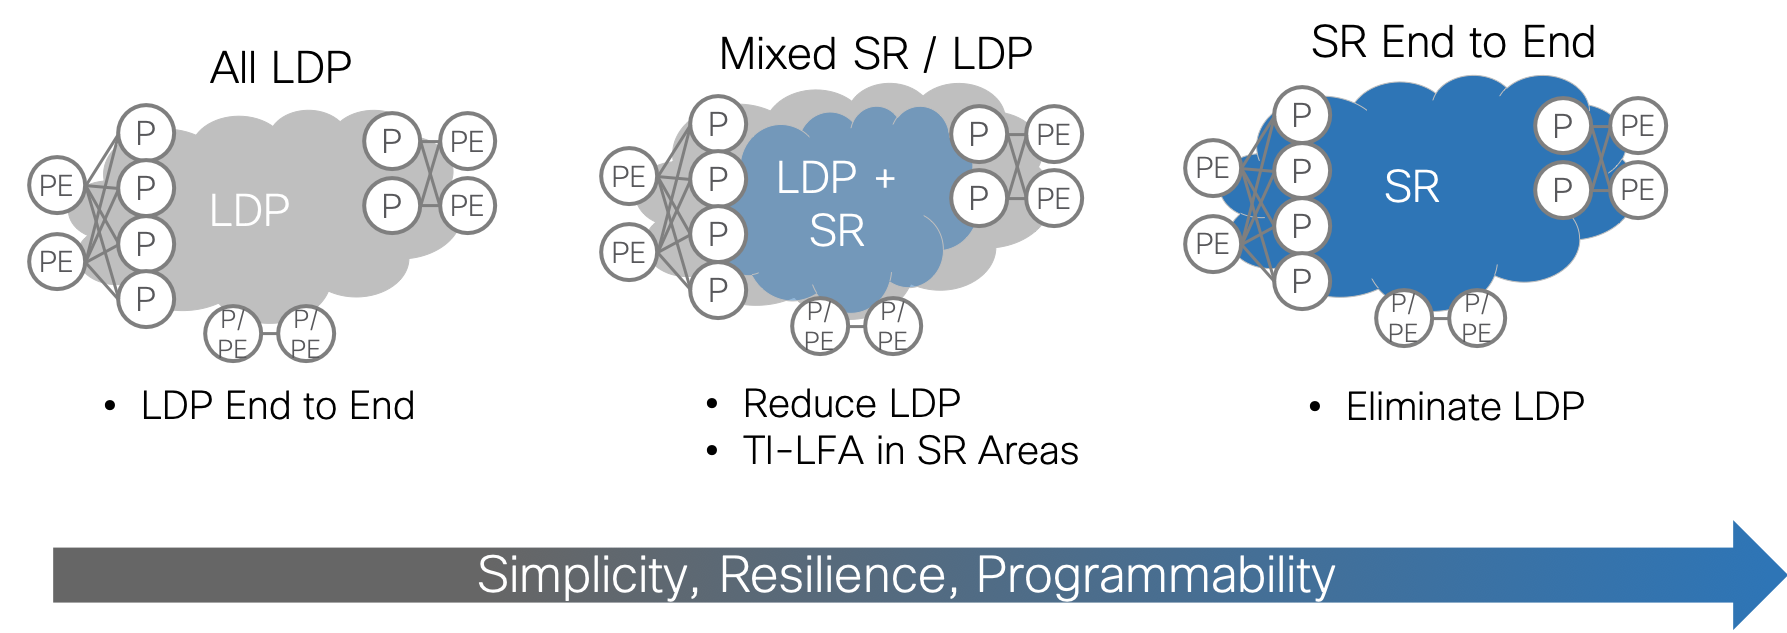 All LDP
P
P
P
P
PE
PE
LDP
P
P
PE
PE
P/
PE
P/
PE
• LDP End to End
Mixed SR / LDP
P
P
P
P
PE
PE
LDP +
SR
P
P
PE
PE
P/
PE
P/
PE
• Reduce LDP
• TI-LFA in SR Areas
SR End to End
P
P
P
P
PE
PE
SR
P
P
PE
PE
P/
PE
P/
PE
• Eliminate LDP
Simplicity, Resilience, Programmability